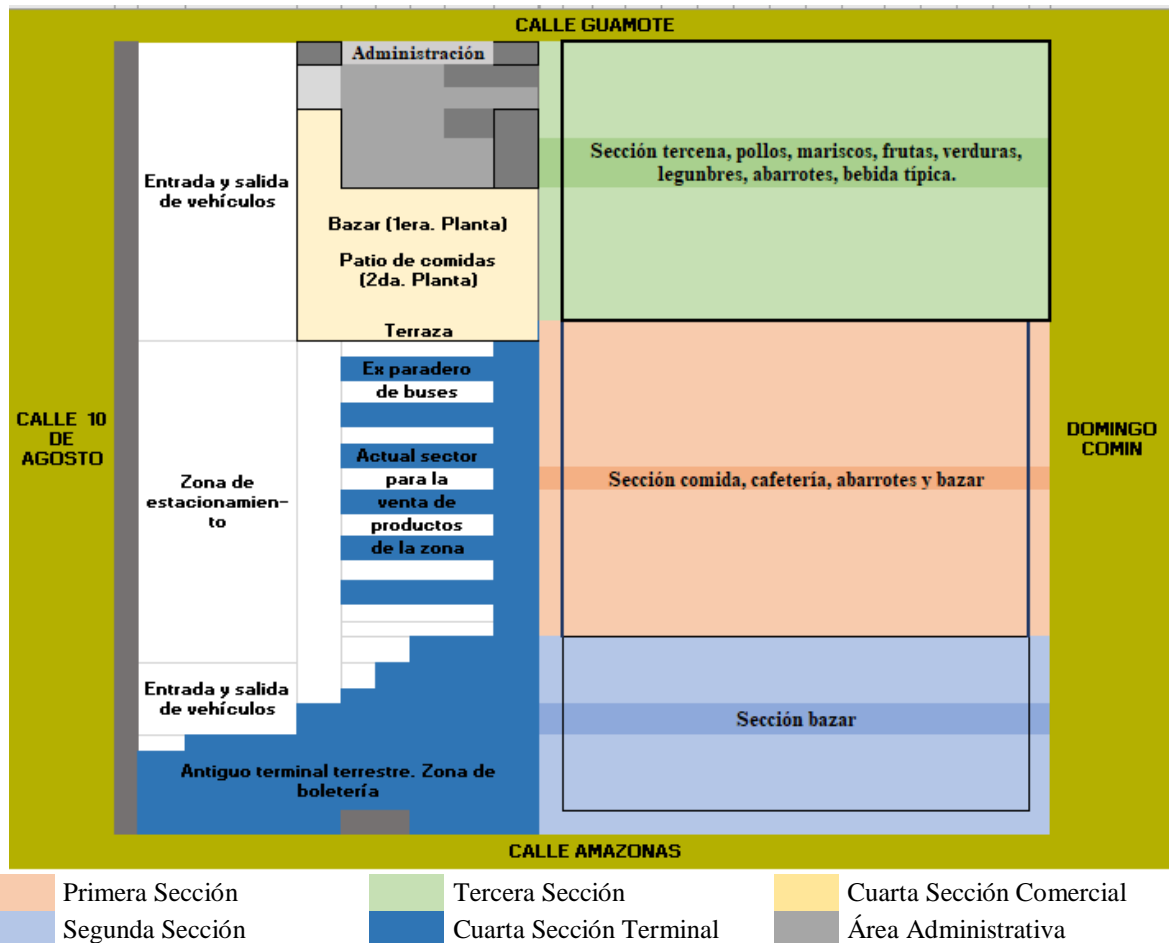 CALLE GUAMOTE
Administración
Entrada y salida
de vehículos
Bazar (1era. Planta)
Patio de comidas
(2da. Planta)
Terraza
Sección tercena, pollos, mariscos, frutas, verduras,
legunbres, abarrotes, bebida típica.
CALLE 10
DE
AGOSTO
Zona de
estacionamien-
to
Ex paradero
de buses
Actual sector
para la
venta de
productos
de la zona
Sección comida, cafetería, abarrotes y bazar
DOMINGO
COMIN
Entrada y salida
de vehículos
Antiguo terminal terrestre. Zona de
boletería
Sección bazar
CALLE AMAZONAS
Primera Sección
Tercera Sección
Cuarta Sección Comercial
Segunda Sección
Cuarta Sección Terminal
Área Administrativa